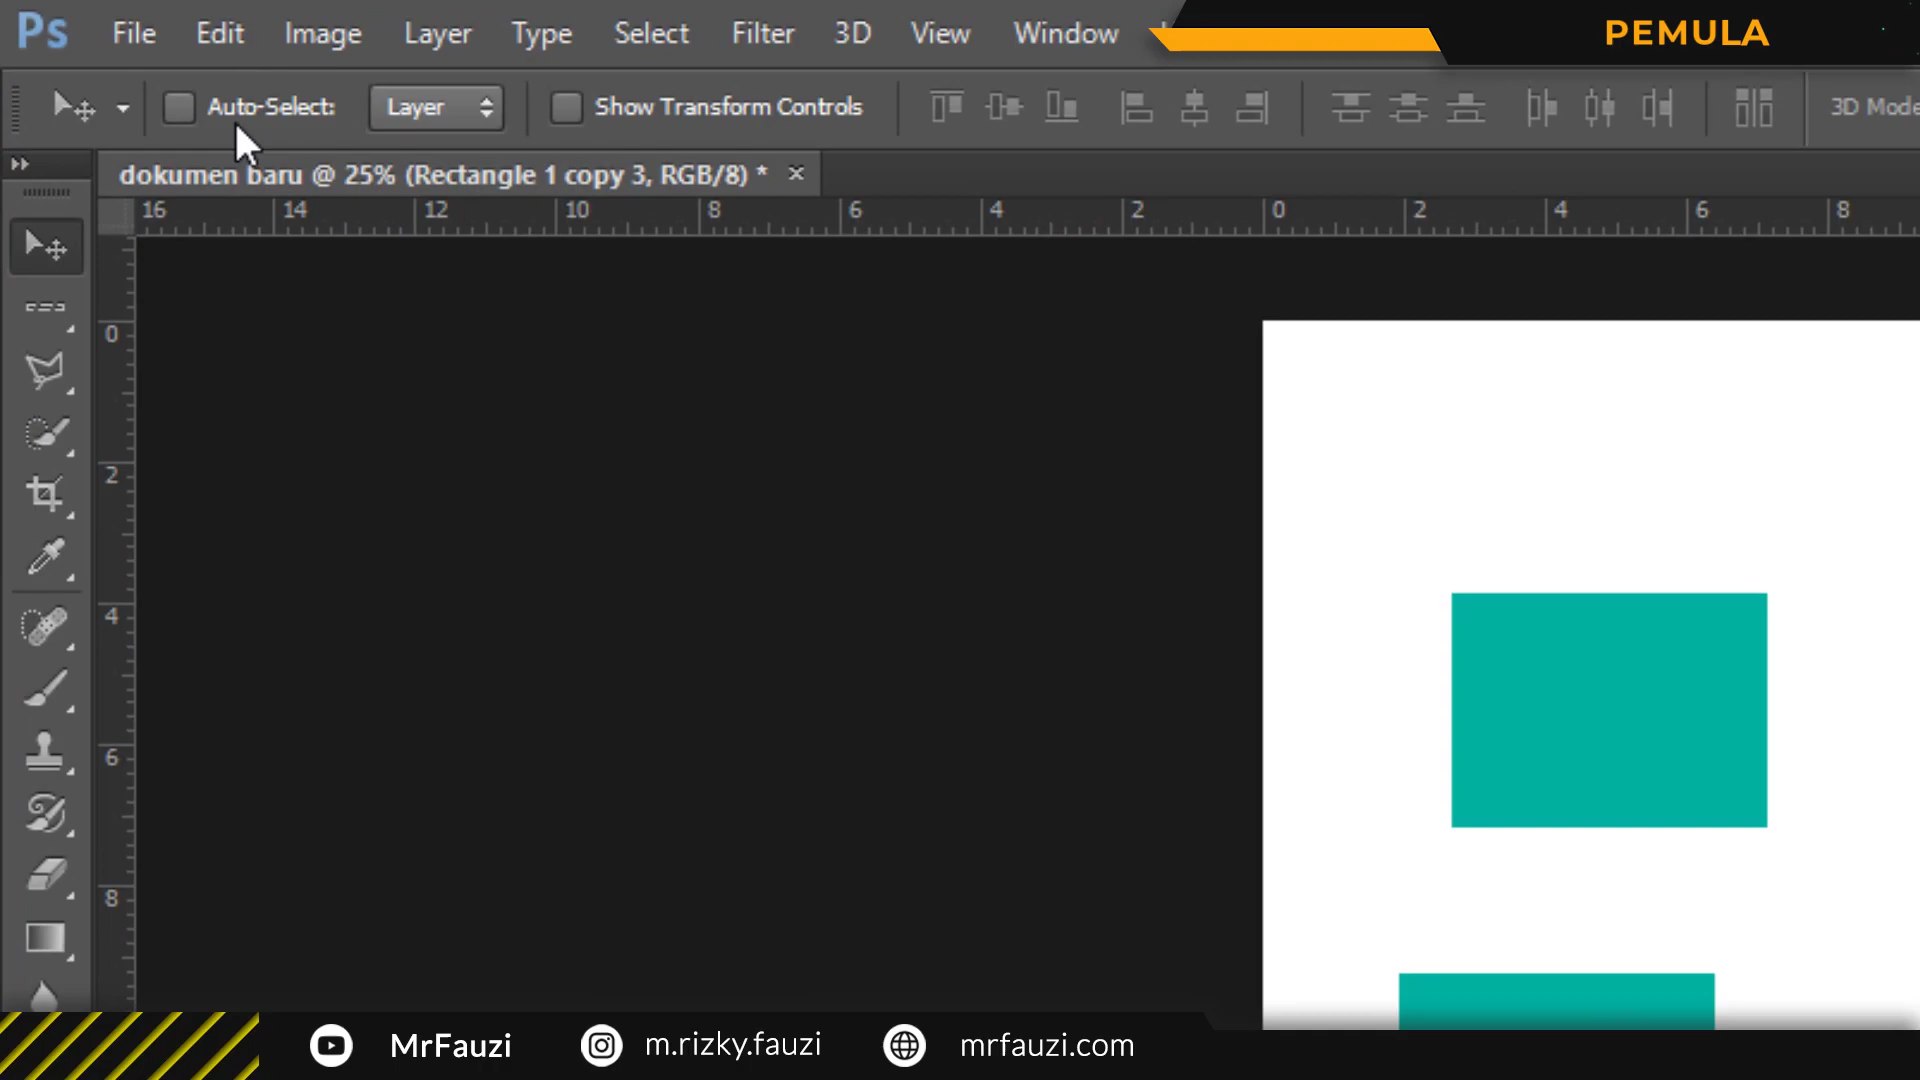 Ps File Edit Image Layer Type Select Filter 3D View Window
PEMULA
Auto-Select: Layer Show Transform Controls 3D Mode
dokumen baru @ 25% (Rectangle 1 copy 3, RGB/8) * ×
16 14 12 10 8 6 4 2 0 2 4 6 8
0
2
4
6
8
MrFauzi m.rizky.fauzi mrfauzi.com